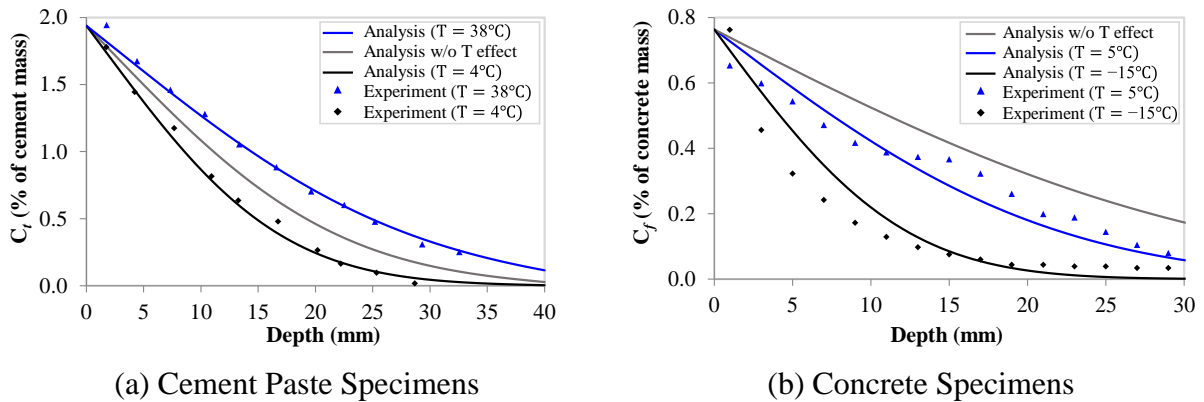 2.0
1.5
1.0
0.5
0.0
C_t (% of cement mass)
Analysis (T = 38℃)
Analysis w/o T effect
Analysis (T = 4℃)
Experiment (T = 38℃)
Experiment (T = 4℃)
0 5 10 15 20 25 30 35 40
Depth (mm)
(a) Cement Paste Specimens
0.8
0.6
0.4
0.2
0.0
C_f (% of concrete mass)
Analysis w/o T effect
Analysis (T = 5℃)
Analysis (T = −15℃)
Experiment (T = 5℃)
Experiment (T = −15℃)
0 5 10 15 20 25 30
Depth (mm)
(b) Concrete Specimens